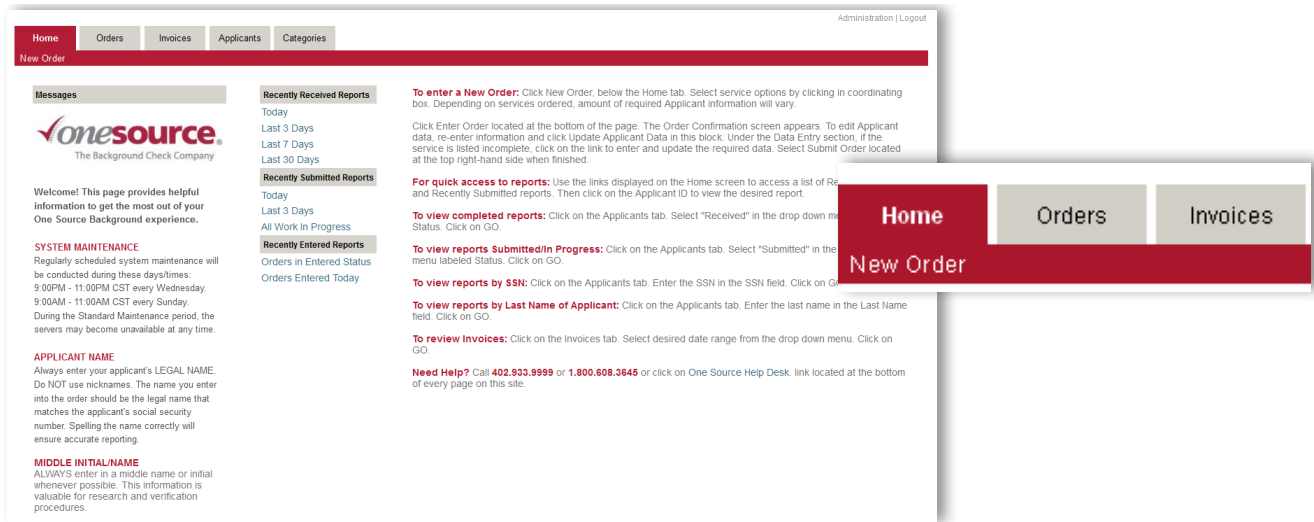 Administration | Logout
Home Orders Invoices Applicants Categories
New Order
Messages
onesource®
The Background Check Company
Welcome! This page provides helpful
information to get the most out of your
One Source Background experience.
SYSTEM MAINTENANCE
Regularly scheduled system maintenance will
be conducted during these days/times:
9:00PM - 11:00PM CST every Wednesday.
9:00AM - 11:00AM CST every Sunday.
During the Standard Maintenance period, the
servers may become unavailable at any time.
APPLICANT NAME
Always enter your applicant's LEGAL NAME.
Do NOT use nicknames. The name you enter
into the order should be the legal name that
matches the applicant's social security
number. Spelling the name correctly will
ensure accurate reporting.
MIDDLE INITIAL/NAME
ALWAYS enter in a middle name or initial
whenever possible. This information is
valuable for research and verification
procedures.
Recently Received Reports
Today
Last 3 Days
Last 7 Days
Last 30 Days
Recently Submitted Reports
Today
Last 3 Days
All Work In Progress
Recently Entered Reports
Orders in Entered Status
Orders Entered Today
To enter a New Order: Click New Order, below the Home tab. Select service options by clicking in coordinating
box. Depending on services ordered, amount of required Applicant information will vary.
Click Enter Order located at the bottom of the page. The Order Confirmation screen appears. To edit Applicant
data, re-enter information and click Update Applicant Data in this block. Under the Data Entry section, if the
service is listed incomplete, click on the link to enter and update the required data. Select Submit Order located
at the top right-hand side when finished.
For quick access to reports: Use the links displayed on the Home screen to access a list of
and Recently Submitted reports. Then click on the Applicant ID to view the desired report.
To view completed reports: Click on the Applicants tab. Select "Received" in the drop down
Status. Click on GO.
To view reports Submitted/In Progress: Click on the Applicants tab. Select "Submitted" in the
menu labeled Status. Click on GO.
To view reports by SSN: Click on the Applicants tab. Enter the SSN in the SSN field. Click on
To view reports by Last Name of Applicant: Click on the Applicants tab. Enter the last name in the Last Name
field. Click on GO.
To review Invoices: Click on the Invoices tab. Select desired date range from the drop down menu. Click on
GO.
Need Help? Call 402.933.9999 or 1.800.608.3645 or click on One Source Help Desk. link located at the bottom
of every page on this site.
Home Orders Invoices
New Order